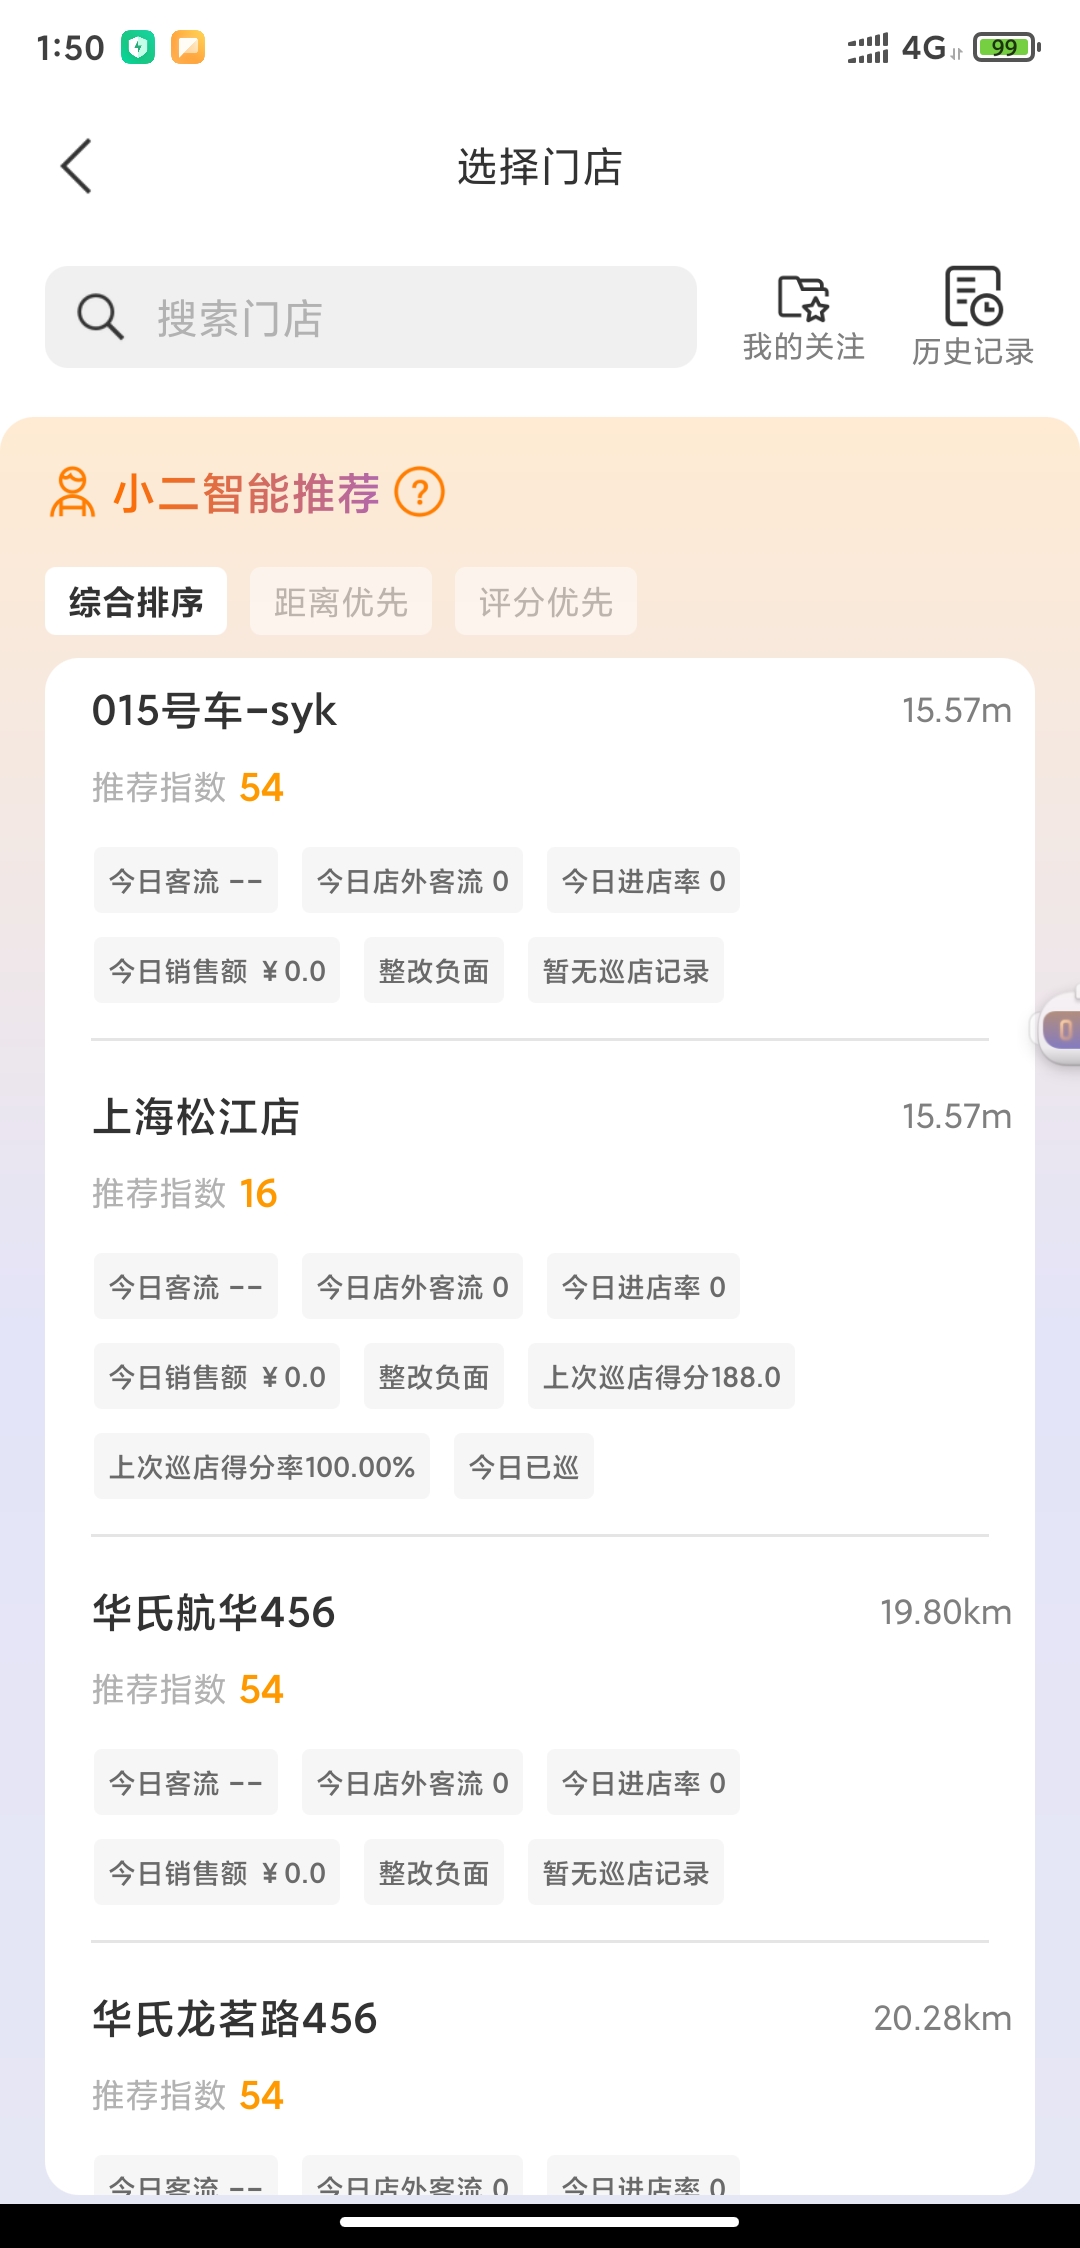 1:50 4G 99
选择门店
搜索门店 我的关注 历史记录
小二智能推荐 ?
综合排序 距离优先 评分优先
015号车-syk 15.57m
推荐指数 54
今日客流 -- 今日店外客流 0 今日进店率 0
今日销售额 ¥0.0 整改负面 暂无巡店记录
上海松江店 15.57m
推荐指数 16
今日客流 -- 今日店外客流 0 今日进店率 0
今日销售额 ¥0.0 整改负面 上次巡店得分188.0
上次巡店得分率100.00% 今日已巡
华氏航华456 19.80km
推荐指数 54
今日客流 -- 今日店外客流 0 今日进店率 0
今日销售额 ¥0.0 整改负面 暂无巡店记录
华氏龙茗路456 20.28km
推荐指数 54
今日客流 -- 今日店外客流 0 今日进店率 0